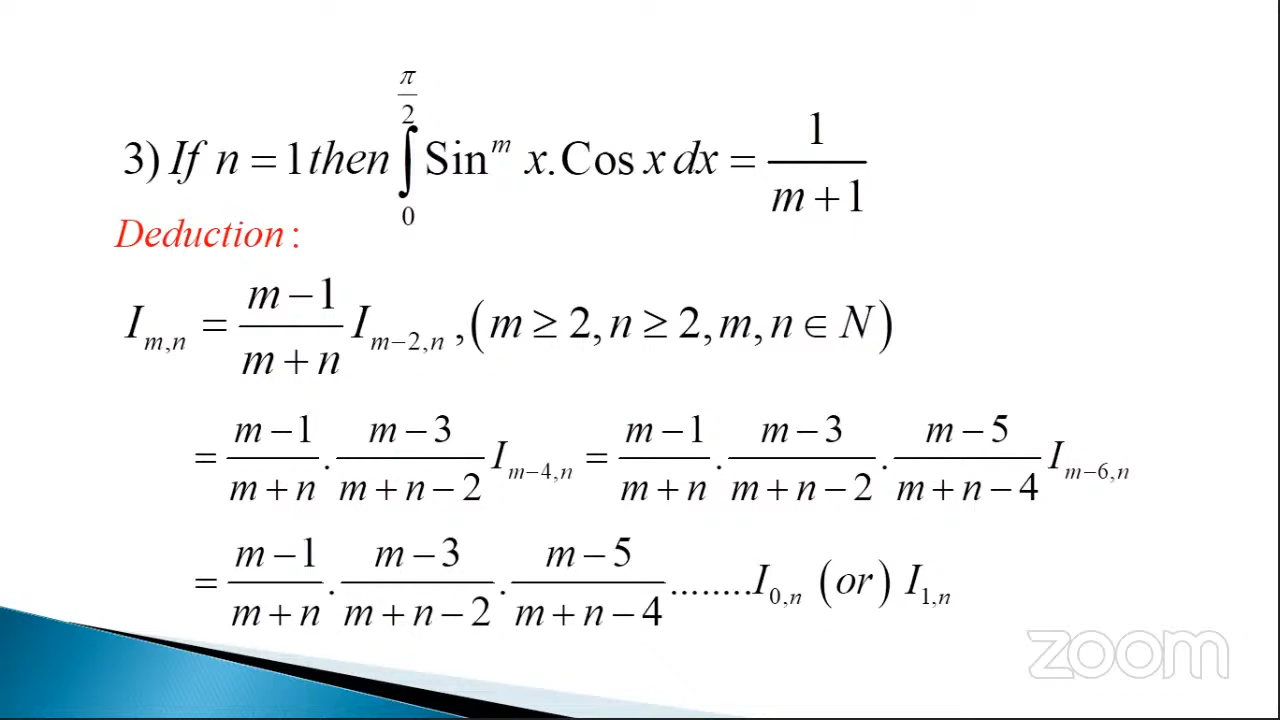 3) If n = 1 then ∫₀^(π/2) Sin^m x.Cos x dx = 1/(m+1)
Deduction :
I_{m,n} = (m−1)/(m+n) I_{m−2,n} ,(m ≥ 2, n ≥ 2, m, n ∈ N)
= (m−1)/(m+n) . (m−3)/(m+n−2) I_{m−4,n} = (m−1)/(m+n) . (m−3)/(m+n−2) . (m−5)/(m+n−4) I_{m−6,n}
= (m−1)/(m+n) . (m−3)/(m+n−2) . (m−5)/(m+n−4) ........I_{0,n} (or) I_{1,n}
zoom